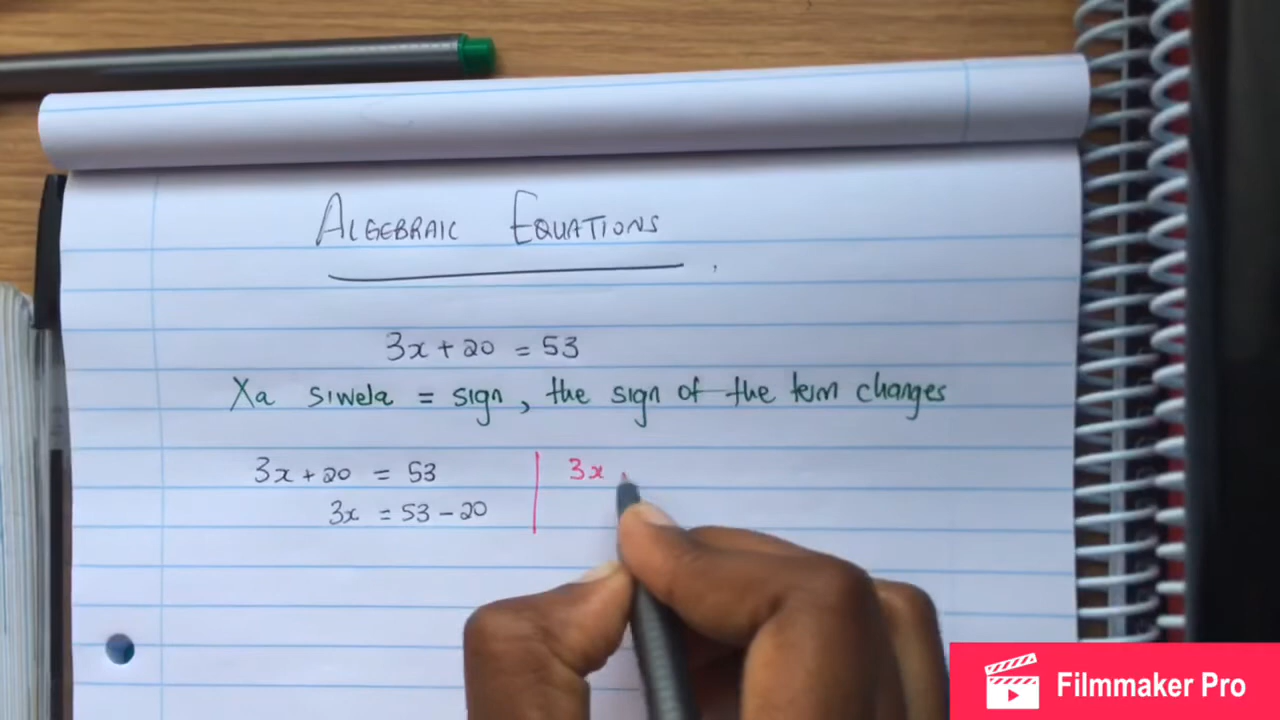 ALGEBRAIC EQUATIONS
3x + 20 = 53
Xa siwela = sign, the sign of the term changes
3x + 20 = 53
3x = 53 - 20
3x
Filmmaker Pro